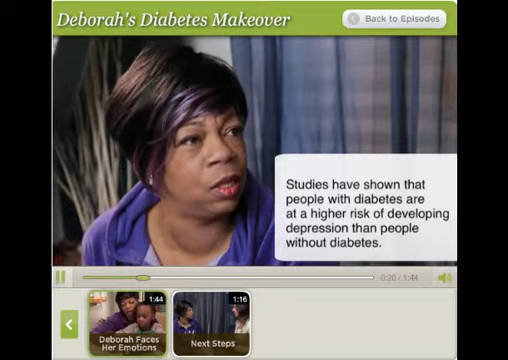 Deborah's Diabetes Makeover
Back to Episodes
Studies have shown that
people with diabetes are
at a higher risk of developing
depression than people
without diabetes.
0:20 / 1:44
1:44
Deborah Faces
Her Emotions
1:16
Next Steps